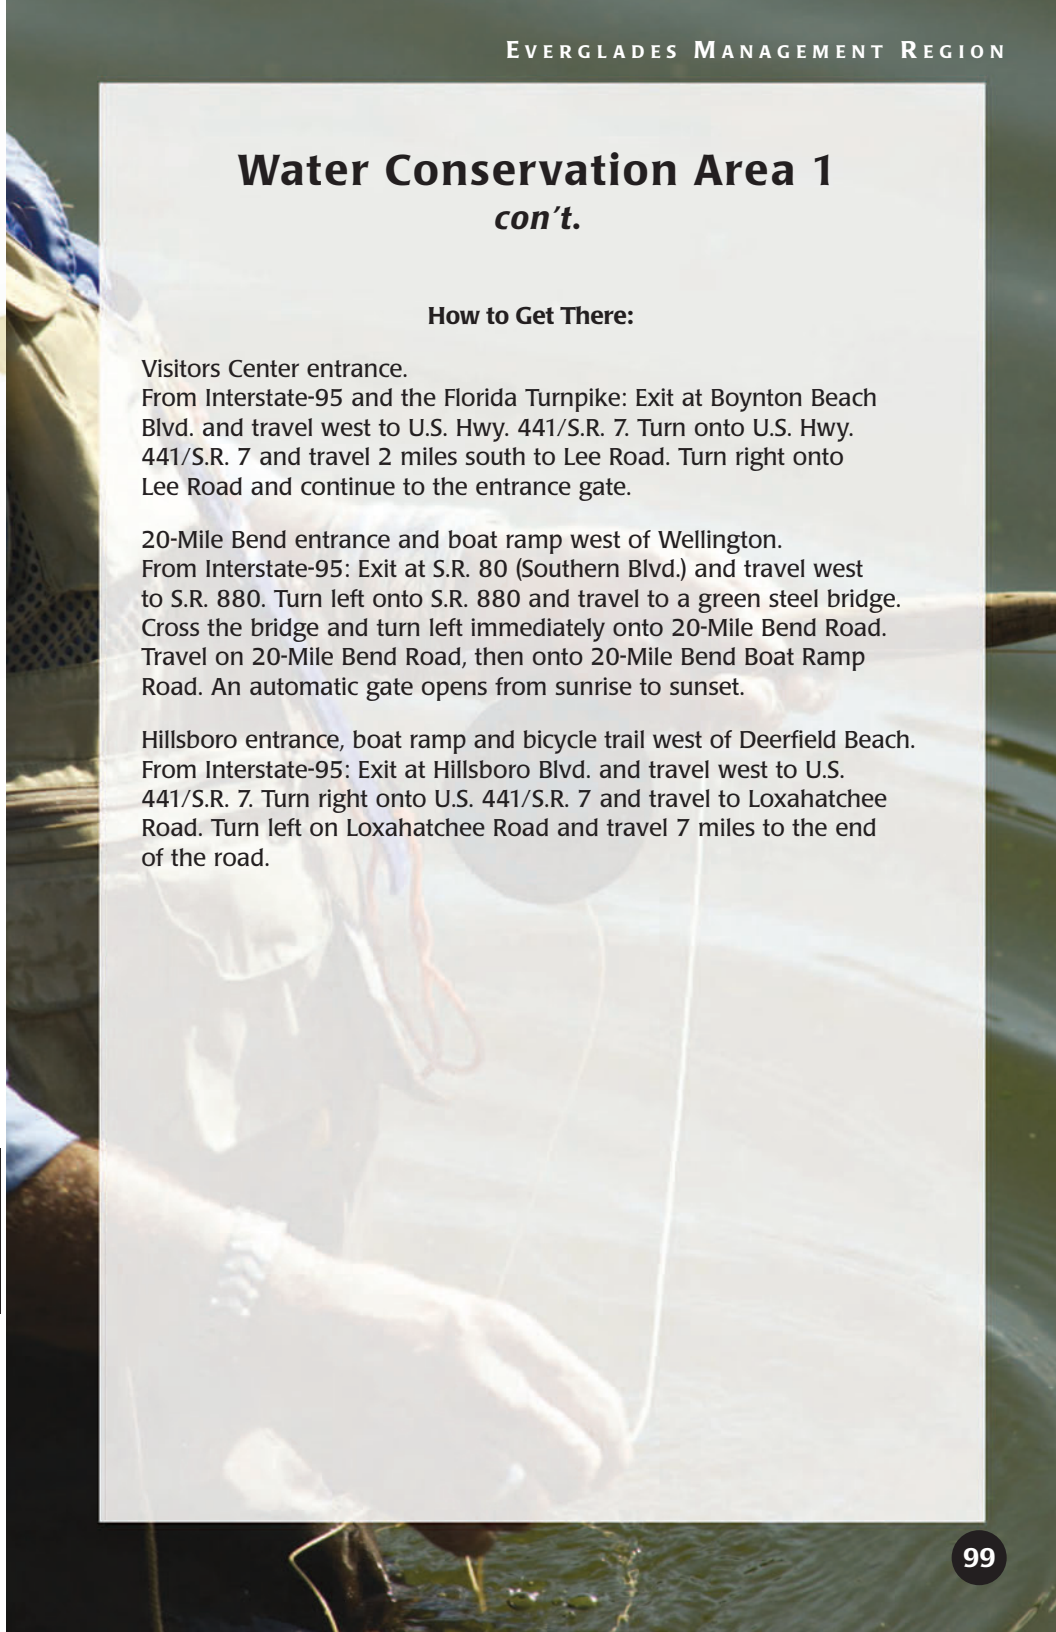 EVERGLADES MANAGEMENT REGION
Water Conservation Area 1
con't.
How to Get There:
Visitors Center entrance.
From Interstate-95 and the Florida Turnpike: Exit at Boynton Beach
Blvd. and travel west to U.S. Hwy. 441/S.R. 7. Turn onto U.S. Hwy.
441/S.R. 7 and travel 2 miles south to Lee Road. Turn right onto
Lee Road and continue to the entrance gate.
20-Mile Bend entrance and boat ramp west of Wellington.
From Interstate-95: Exit at S.R. 80 (Southern Blvd.) and travel west
to S.R. 880. Turn left onto S.R. 880 and travel to a green steel bridge.
Cross the bridge and turn left immediately onto 20-Mile Bend Road.
Travel on 20-Mile Bend Road, then onto 20-Mile Bend Boat Ramp
Road. An automatic gate opens from sunrise to sunset.
Hillsboro entrance, boat ramp and bicycle trail west of Deerfield Beach.
From Interstate-95: Exit at Hillsboro Blvd. and travel west to U.S.
441/S.R. 7. Turn right onto U.S. 441/S.R. 7 and travel to Loxahatchee
Road. Turn left on Loxahatchee Road and travel 7 miles to the end
of the road.
99